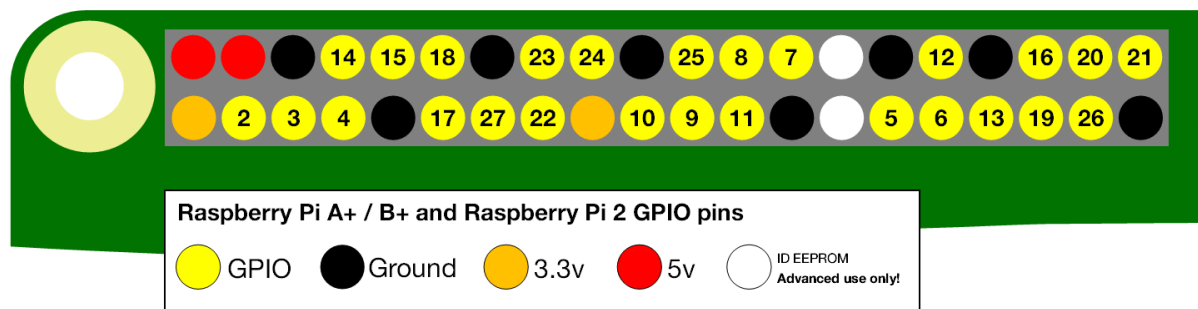 14 15 18 23 24 25 8 7 12 16 20 21
2 3 4 17 27 22 10 9 11 5 6 13 19 26
Raspberry Pi A+ / B+ and Raspberry Pi 2 GPIO pins
GPIO Ground 3.3v 5v ID EEPROM
Advanced use only!